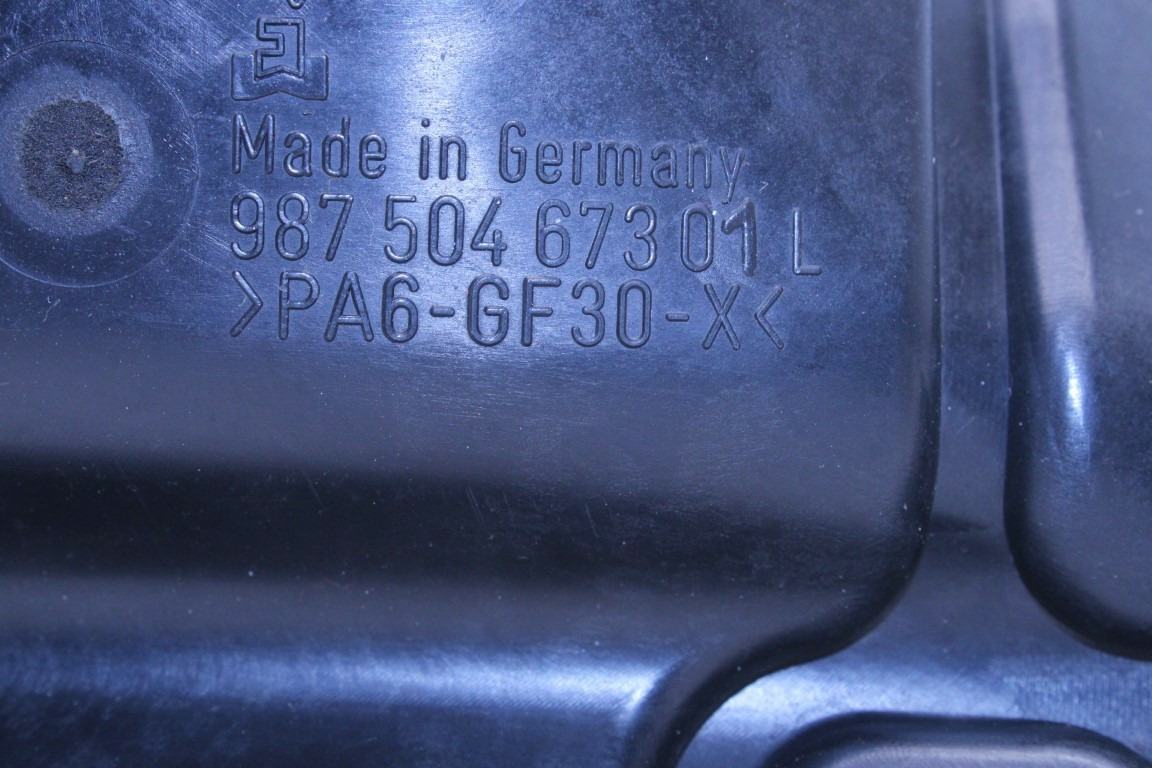 Made in Germany
987 504 673 01 L
>PA6-GF30-X<